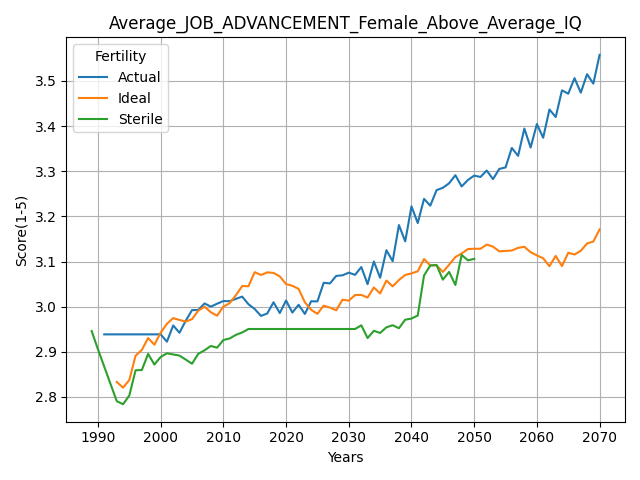 Average_JOB_ADVANCEMENT_Female_Above_Average_IQ
Fertility
Actual
Ideal
Sterile
Score(1-5)
3.5
3.4
3.3
3.2
3.1
3.0
2.9
2.8
1990 2000 2010 2020 2030 2040 2050 2060 2070
Years